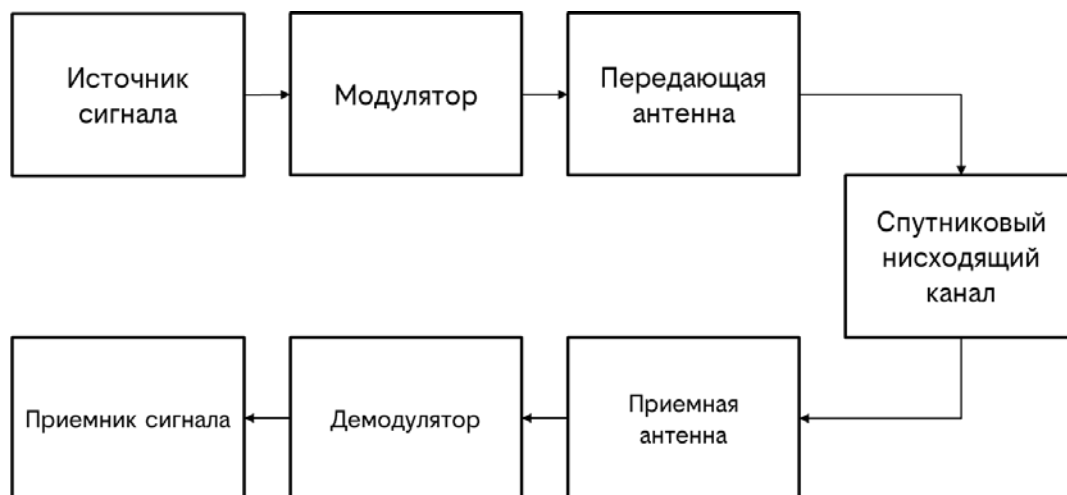 Источник
сигнала
Модулятор
Передающая
антенна
Спутниковый
нисходящий
канал
Приемная
антенна
Демодулятор
Приемник сигнала